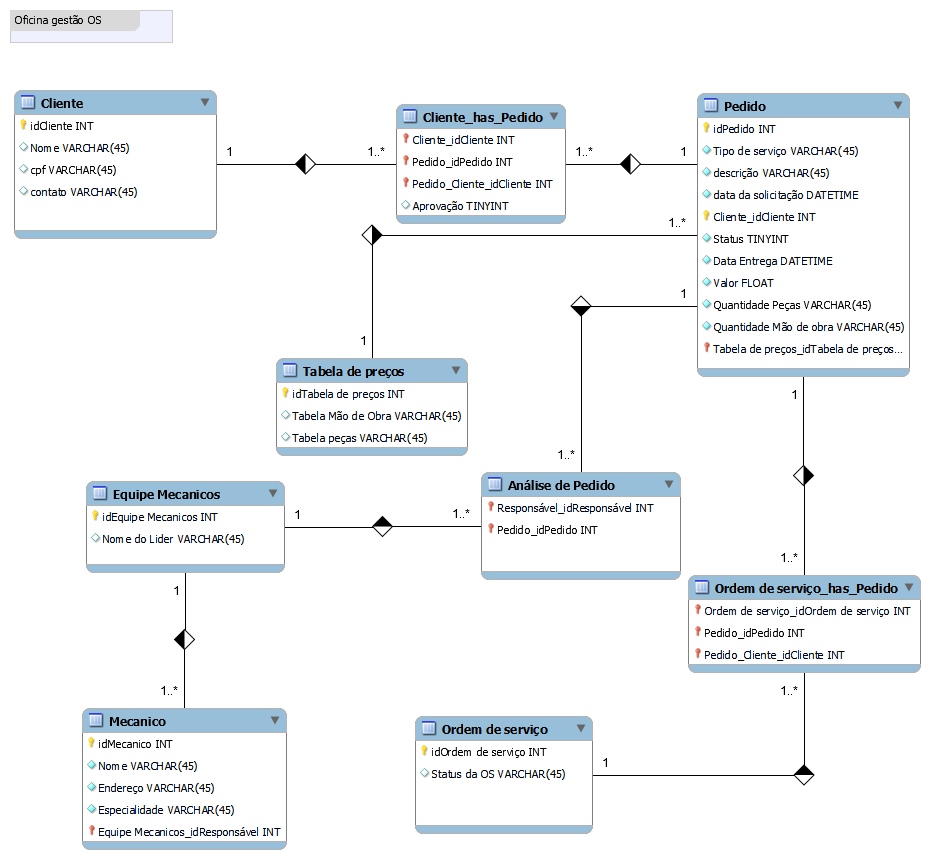 Oficina gestão OS
Cliente
idCliente INT
Nome VARCHAR(45)
cpf VARCHAR(45)
contato VARCHAR(45)
1
1..*
Cliente_has_Pedido
Cliente_idCliente INT
Pedido_idPedido INT
Pedido_Cliente_idCliente INT
Aprovação TINYINT
1..*
1
Pedido
idPedido INT
Tipo de serviço VARCHAR(45)
descrição VARCHAR(45)
data da solicitação DATETIME
Cliente_idCliente INT
Status TINYINT
Data Entrega DATETIME
Valor FLOAT
Quantidade Peças VARCHAR(45)
Quantidade Mão de obra VARCHAR(45)
Tabela de preços_idTabela de preços...
1..*
1
1
Tabela de preços
idTabela de preços INT
Tabela Mão de Obra VARCHAR(45)
Tabela peças VARCHAR(45)
1..*
1
1..*
Equipe Mecanicos
idEquipe Mecanicos INT
Nome do Lider VARCHAR(45)
1
1..*
Análise de Pedido
Responsável_idResponsável INT
Pedido_idPedido INT
Ordem de serviço_has_Pedido
Ordem de serviço_idOrdem de serviço INT
Pedido_idPedido INT
Pedido_Cliente_idCliente INT
1
1..*
1..*
Mecanico
idMecanico INT
Nome VARCHAR(45)
Endereço VARCHAR(45)
Especialidade VARCHAR(45)
Equipe Mecanicos_idResponsável INT
Ordem de serviço
idOrdem de serviço INT
Status da OS VARCHAR(45)
1